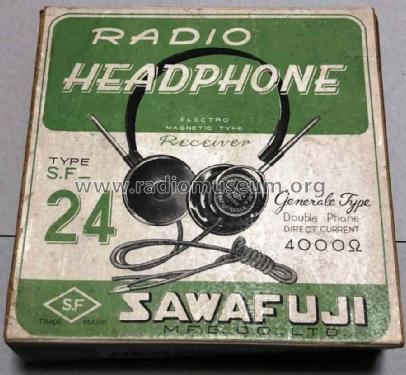 RADIO
HEADPHONE
ELECTRO
MAGNETIC TYPE
Receiver
TYPE
S.F_
24
www.radiomuseum.org
Generale Type
Double Phone
DIRECT CURRENT
4000Ω
S.F
TRADE MARK
SAWAFUJI
MFG. CO., LTD.